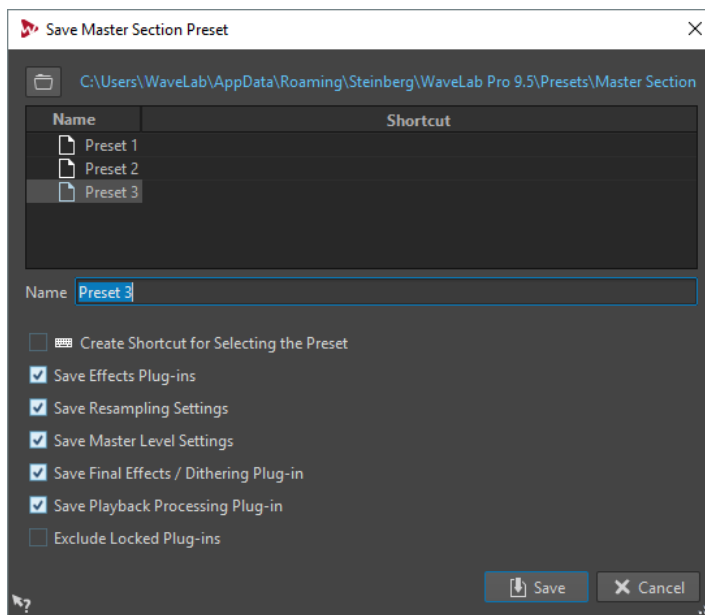 Save Master Section Preset
C:\Users\WaveLab\AppData\Roaming\Steinberg\WaveLab Pro 9.5\Presets\Master Section
Name Shortcut
Preset 1
Preset 2
Preset 3
Name Preset 3
Create Shortcut for Selecting the Preset
Save Effects Plug-ins
Save Resampling Settings
Save Master Level Settings
Save Final Effects / Dithering Plug-in
Save Playback Processing Plug-in
Exclude Locked Plug-ins
Save Cancel
?